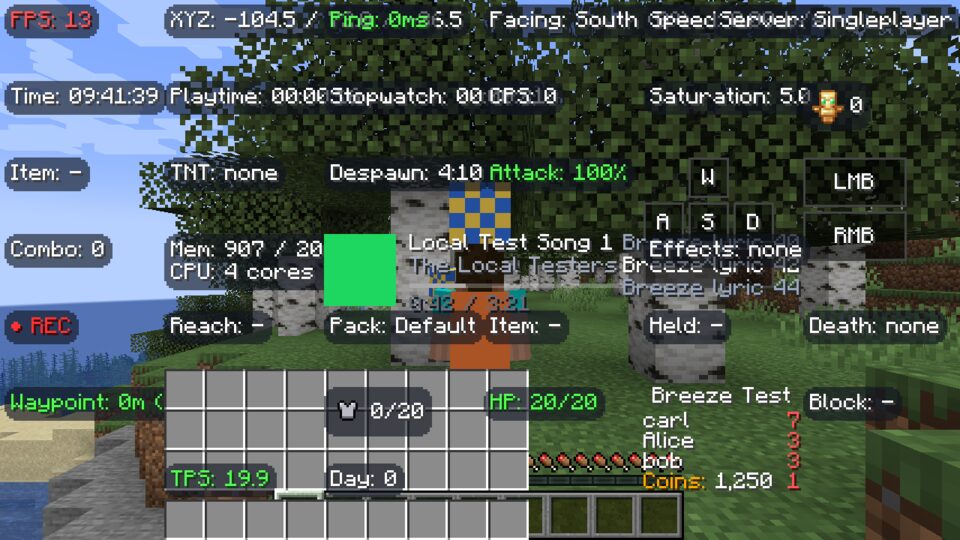 FPS: 13
XYZ: -104.5 /
Ping: 0ms
6.5
Facing: South
Speed
Server: Singleplayer
Time: 09:41:39
Playtime: 00:00
Stopwatch: 00
CPS:
0
Saturation: 5.0
0
Item: -
TNT: none
Despawn: 4:10
Attack: 100%
W
LMB
A S D
RMB
Combo: 0
Mem: 907 / 20
CPU: 4 cores
Local Test Song 1
The Local Testers
0:42 / 3:21
Effects: none
Breeze lyric
Breeze lyric 44
● REC
Reach: -
Pack: Default
Item: -
Held: -
Death: none
Waypoint: 0m (
0/20
HP: 20/20
Breeze Test
carl 7
Alice 3
bob 3
Coins: 1,250 1
Block: -
TPS: 19.9
Day: 0